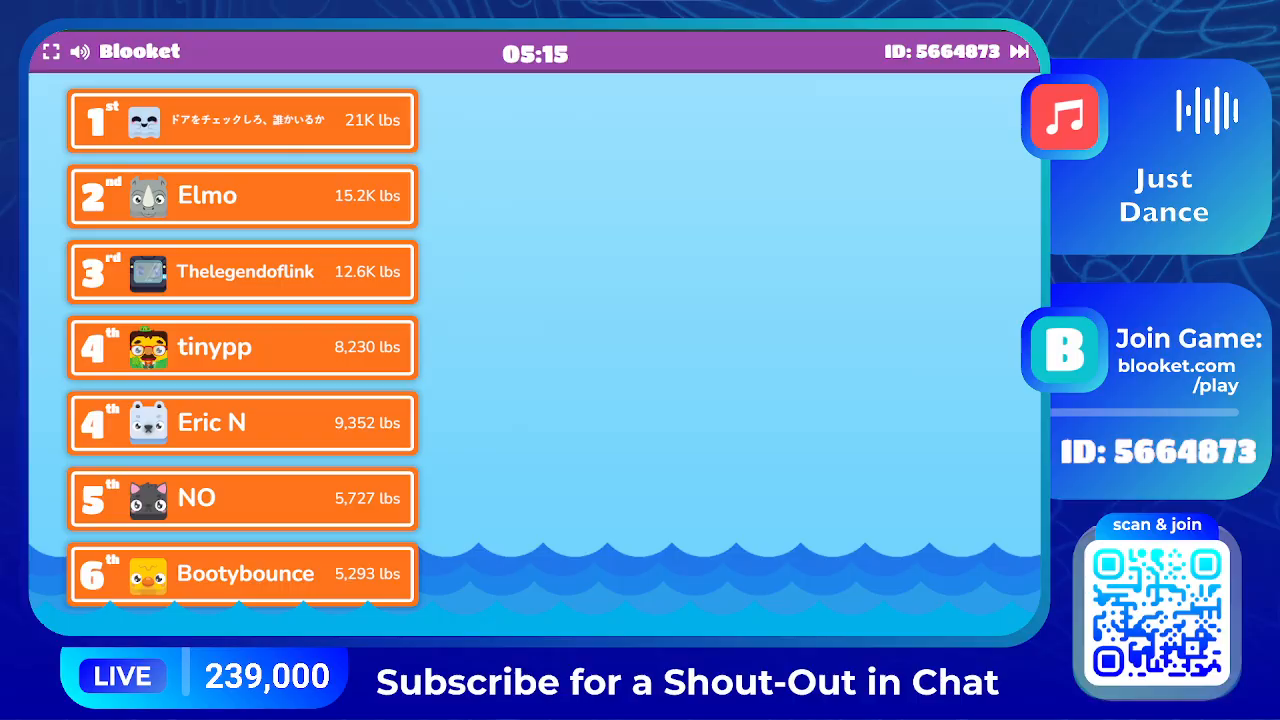 Blooket
05:15
ID: 5664873
1st ドアをチェックしろ、誰かいるか 21K lbs
2nd Elmo 15.2K lbs
3rd Thelegendoflink 12.6K lbs
4th tinypp 8,230 lbs
4th Eric N 9,352 lbs
5th NO 5,727 lbs
6th Bootybounce 5,293 lbs
Just
Dance
B
Join Game:
blooket.com
/play
ID: 5664873
scan & join
LIVE 239,000
Subscribe for a Shout-Out in Chat